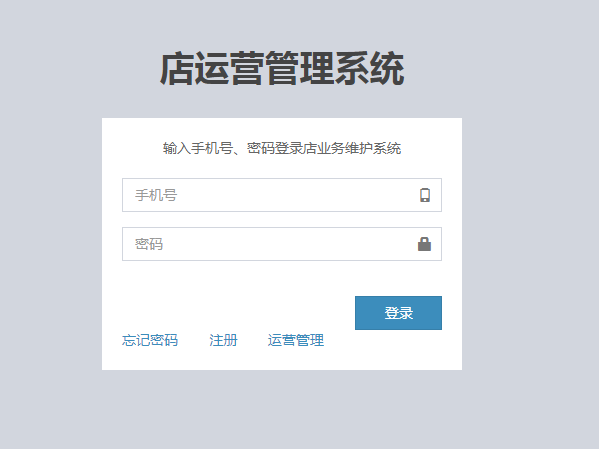 店运营管理系统
输入手机号、密码登录店业务维护系统
手机号
密码
登录
忘记密码 注册 运营管理